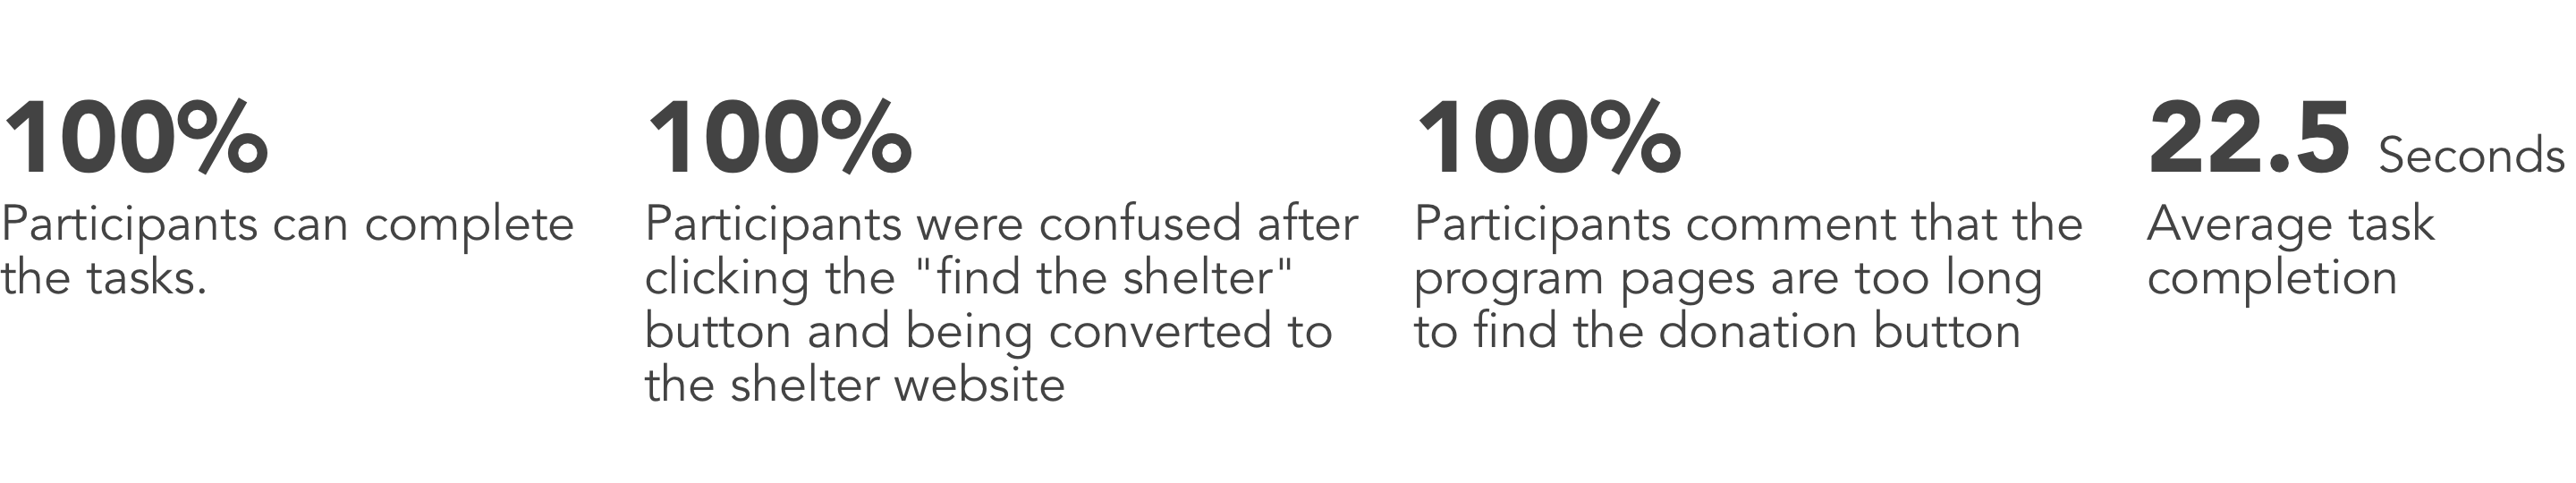 100%
Participants can complete
the tasks.
100%
Participants were confused after
clicking the "find the shelter"
button and being converted to
the shelter website
100%
Participants comment that the
program pages are too long
to find the donation button
22.5 Seconds
Average task
completion